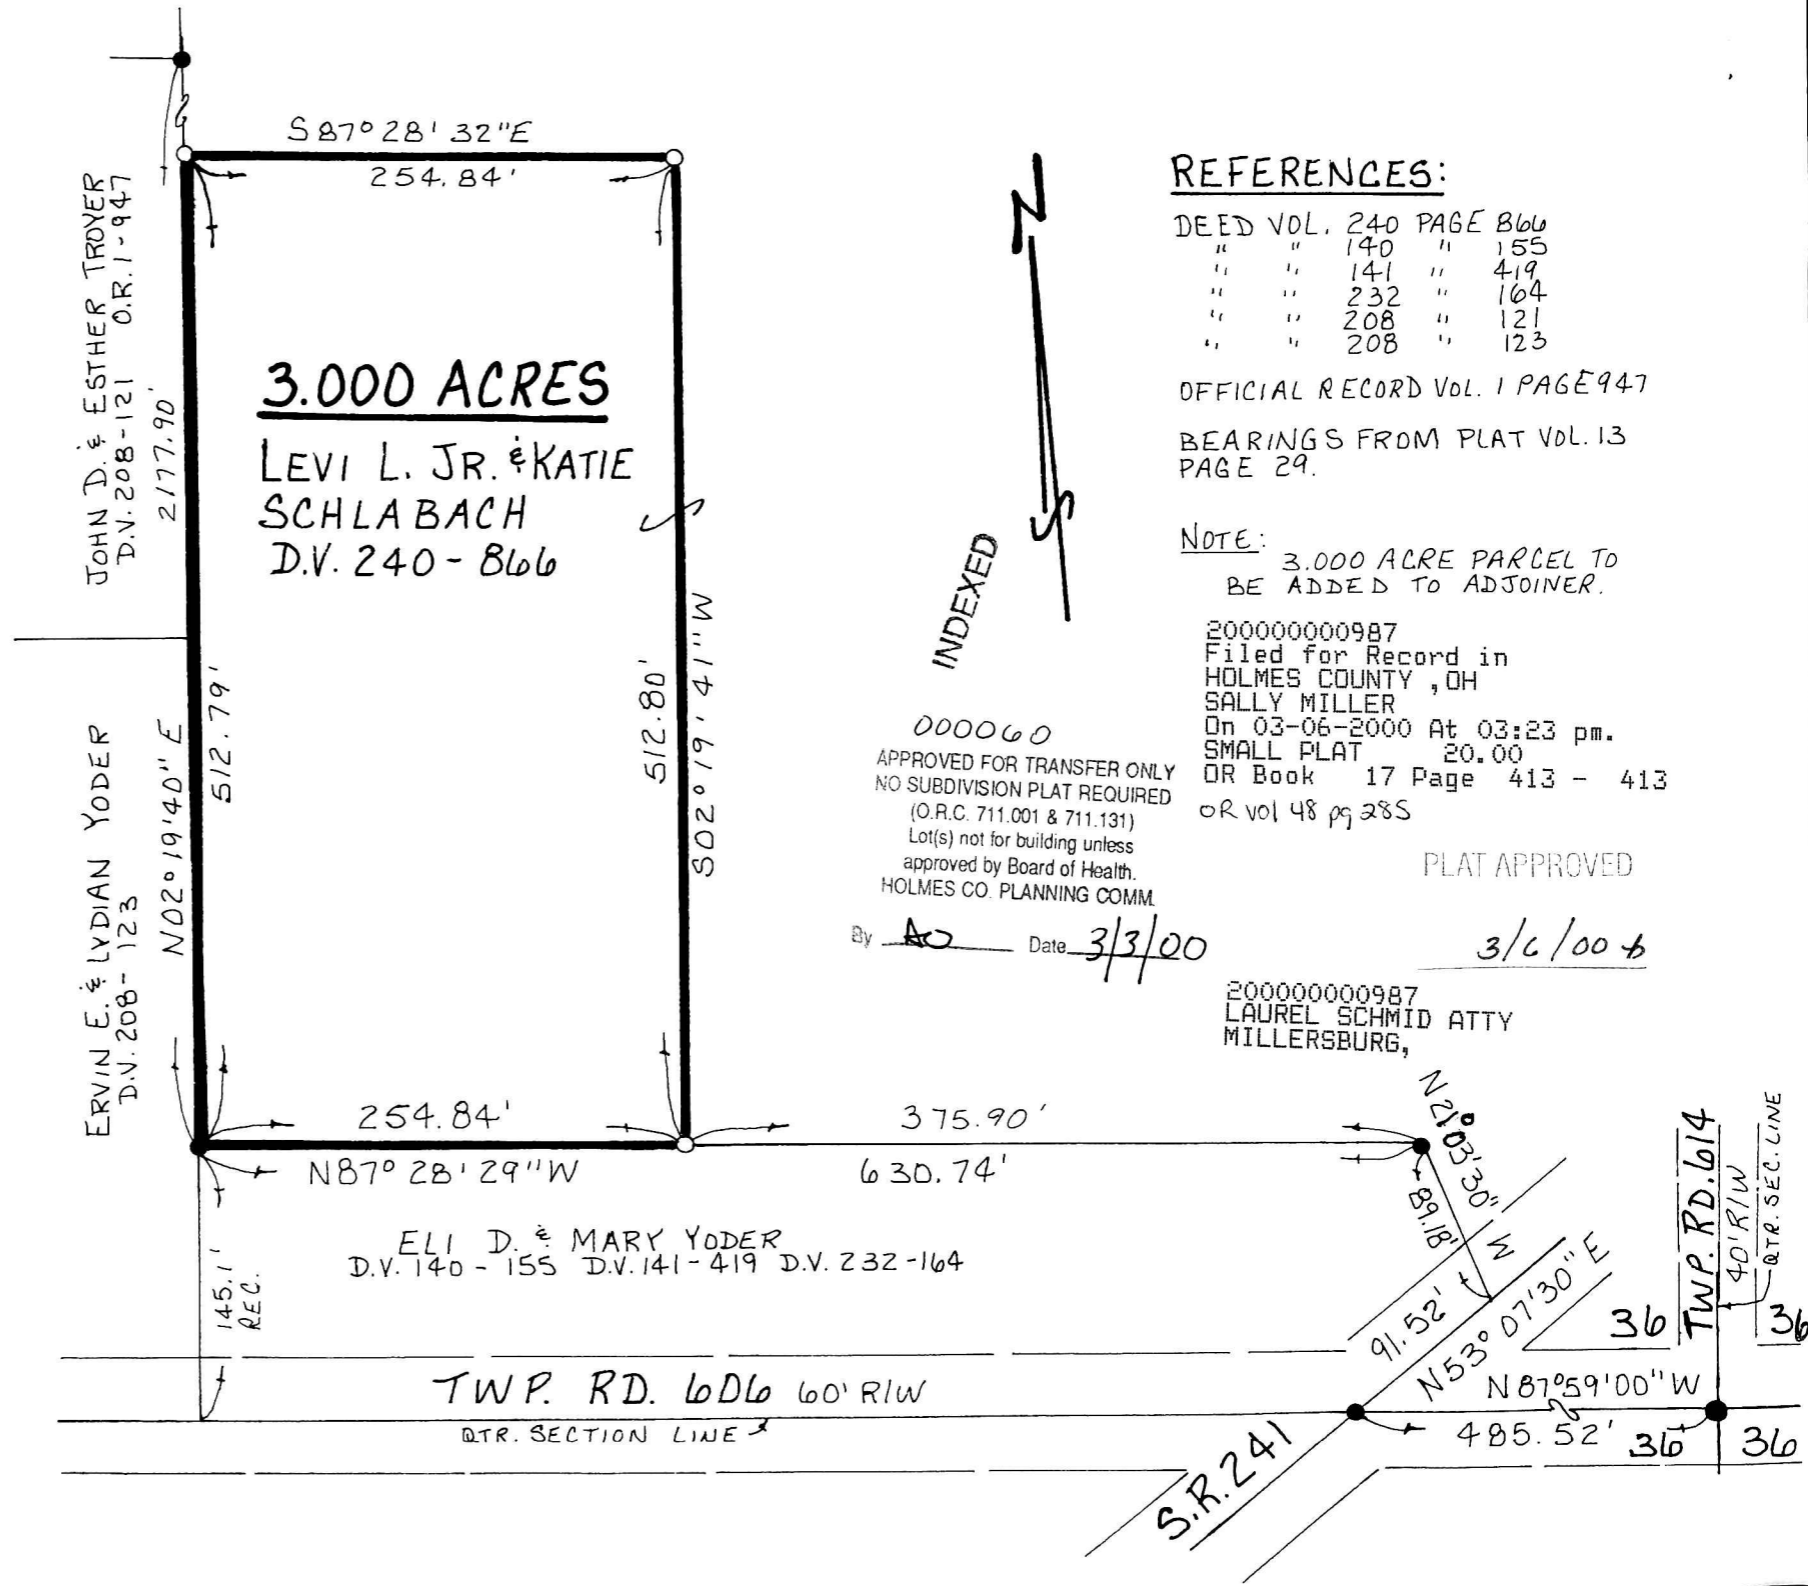 S 87° 28' 32"E
254.84'
JOHN D. & ESTHER TROYER
D.V. 208-121 O.R. 1-947
2177.90'
3.000 ACRES
LEVI L. JR. & KATIE
SCHLABACH
D.V. 240-866
512.79'
N02° 19' 40" E
512.80'
S02° 19' 41" W
ERVIN E. & LYDIAN YODER
D.V. 208-123
254.84'
N87° 28' 29" W
375.90'
630.74'
ELI D. & MARY YODER
D.V. 140-155 D.V. 141-419 D.V. 232-164
145.1'
REC.
TWP. RD. 606 60' R/W
QTR. SECTION LINE
N
REFERENCES:
DEED VOL. 240 PAGE 866
" " 140 " 155
" " 141 " 419
" " 232 " 164
" " 208 " 121
" " 208 " 123
OFFICIAL RECORD VOL. 1 PAGE 947
BEARINGS FROM PLAT VOL. 13
PAGE 29.
NOTE:
3.000 ACRE PARCEL TO
BE ADDED TO ADJOINER.
INDEXED
200000000987
Filed for Record in
HOLMES COUNTY ,OH
SALLY MILLER
On 03-06-2000 At 03:23 pm.
SMALL PLAT 20.00
OR Book 17 Page 413 - 413
OR vol 48 pg 285
000060
APPROVED FOR TRANSFER ONLY
NO SUBDIVISION PLAT REQUIRED
(O.R.C. 711.001 & 711.131)
Lot(s) not for building unless
approved by Board of Health.
HOLMES CO. PLANNING COMM.
By Date 3/3/00
PLAT APPROVED
3/6/00
200000000987
LAUREL SCHMID ATTY
MILLERSBURG,
N 21° 03' 30" W
89.18'
91.52'
N53° 07' 30" E
S.R. 241
TWP. RD. 614
40' R/W
QTR. SEC. LINE
36
36
N 87° 59' 00" W
485.52'
36
36